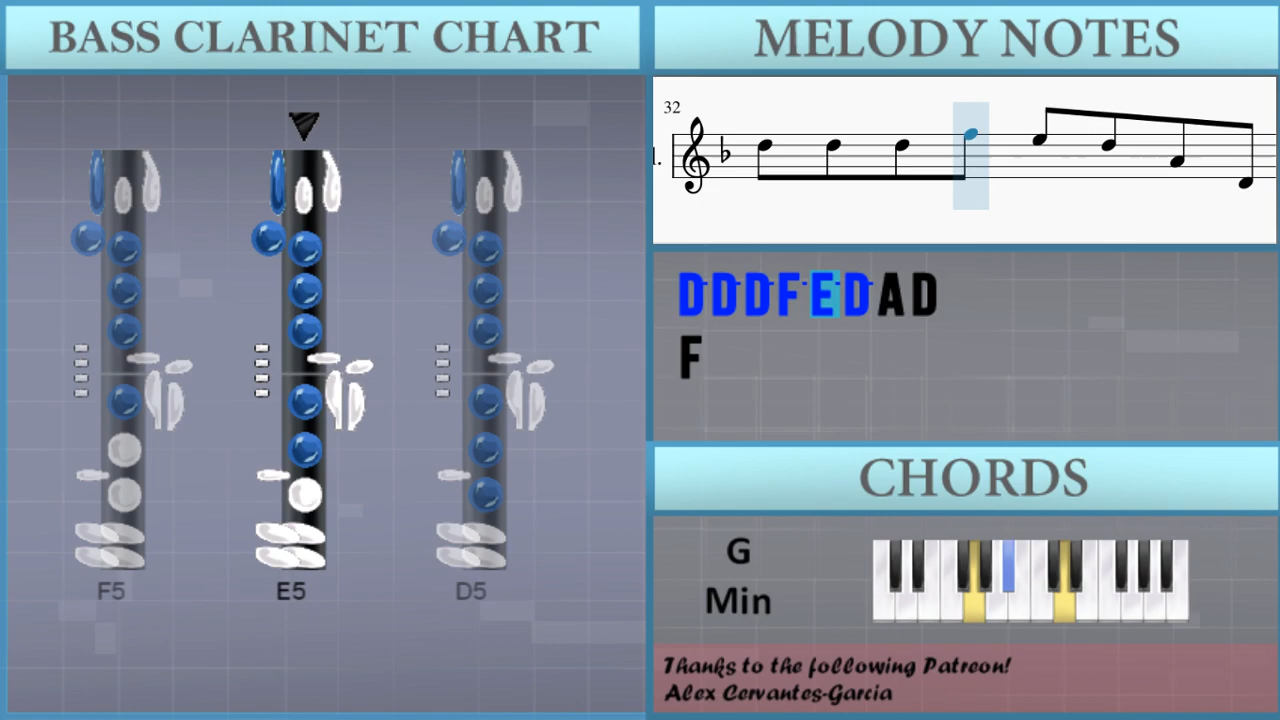 BASS CLARINET CHART
F5 E5 D5
MELODY NOTES
32
l.
DDDFEDAD
F
CHORDS
G
Min
Thanks to the following Patreon!
Alex Cervantes-Garcia